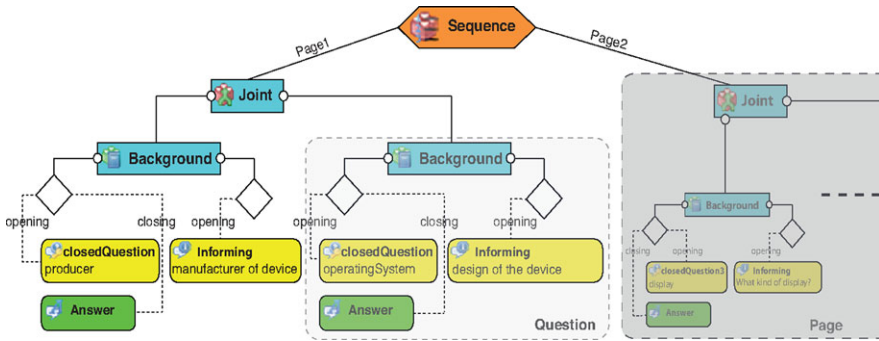 Sequence
Page1
Page2
Joint
Joint
Background
Background
Background
opening
closing
opening
opening
closing
opening
closing
opening
opening
closedQuestion
producer
Informing
manufacturer of device
closedQuestion
operatingSystem
Informing
design of the device
closedQuestion3
display
Informing
What kind of display?
Answer
Answer
Answer
Question
Page